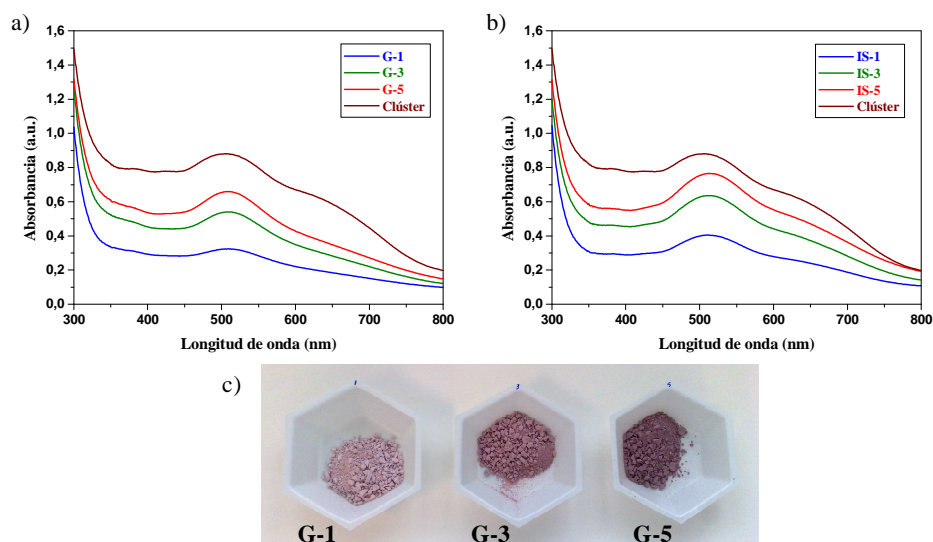 a)
1,6
1,4
1,2
1,0
0,8
0,6
0,4
0,2
0,0
Absorbancia (a.u.)
300 400 500 600 700 800
Longitud de onda (nm)
G-1
G-3
G-5
Clúster
b)
1,6
1,4
1,2
1,0
0,8
0,6
0,4
0,2
0,0
Absorbancia (a.u.)
300 400 500 600 700 800
Longitud de onda (nm)
IS-1
IS-3
IS-5
Clúster
c)
1 3 5
G-1 G-3 G-5